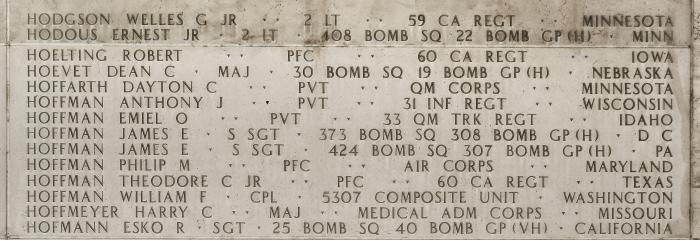 HODGSON WELLES G JR · · 2 LT · · 59 CA REGT · · MINNESOTA
HODOUS ERNEST JR · 2 LT · 408 BOMB SQ 22 BOMB GP (H) · MINN
HOELTING ROBERT · · PFC · · 60 CA REGT · · IOWA
HOEVET DEAN C · MAJ · 30 BOMB SQ 19 BOMB GP (H) · NEBRASKA
HOFFARTH DAYTON C · · PVT · · QM CORPS · · MINNESOTA
HOFFMAN ANTHONY J · · PVT · · 31 INF REGT · · WISCONSIN
HOFFMAN EMIEL O · · PVT · · 33 QM TRK REGT · · IDAHO
HOFFMAN JAMES E · S SGT · 373 BOMB SQ 308 BOMB GP (H) · D C
HOFFMAN JAMES E · S SGT · 424 BOMB SQ 307 BOMB GP (H) · PA
HOFFMAN PHILIP M · · PFC · · AIR CORPS · · MARYLAND
HOFFMAN THEODORE C JR · · PFC · · 60 CA REGT · · TEXAS
HOFFMAN WILLIAM F · CPL · 5307 COMPOSITE UNIT · WASHINGTON
HOFFMEYER HARRY C · · MAJ · · MEDICAL ADM CORPS · · MISSOURI
HOFMANN ESKO R · SGT · 25 BOMB SQ 40 BOMB GP (VH) · CALIFORNIA